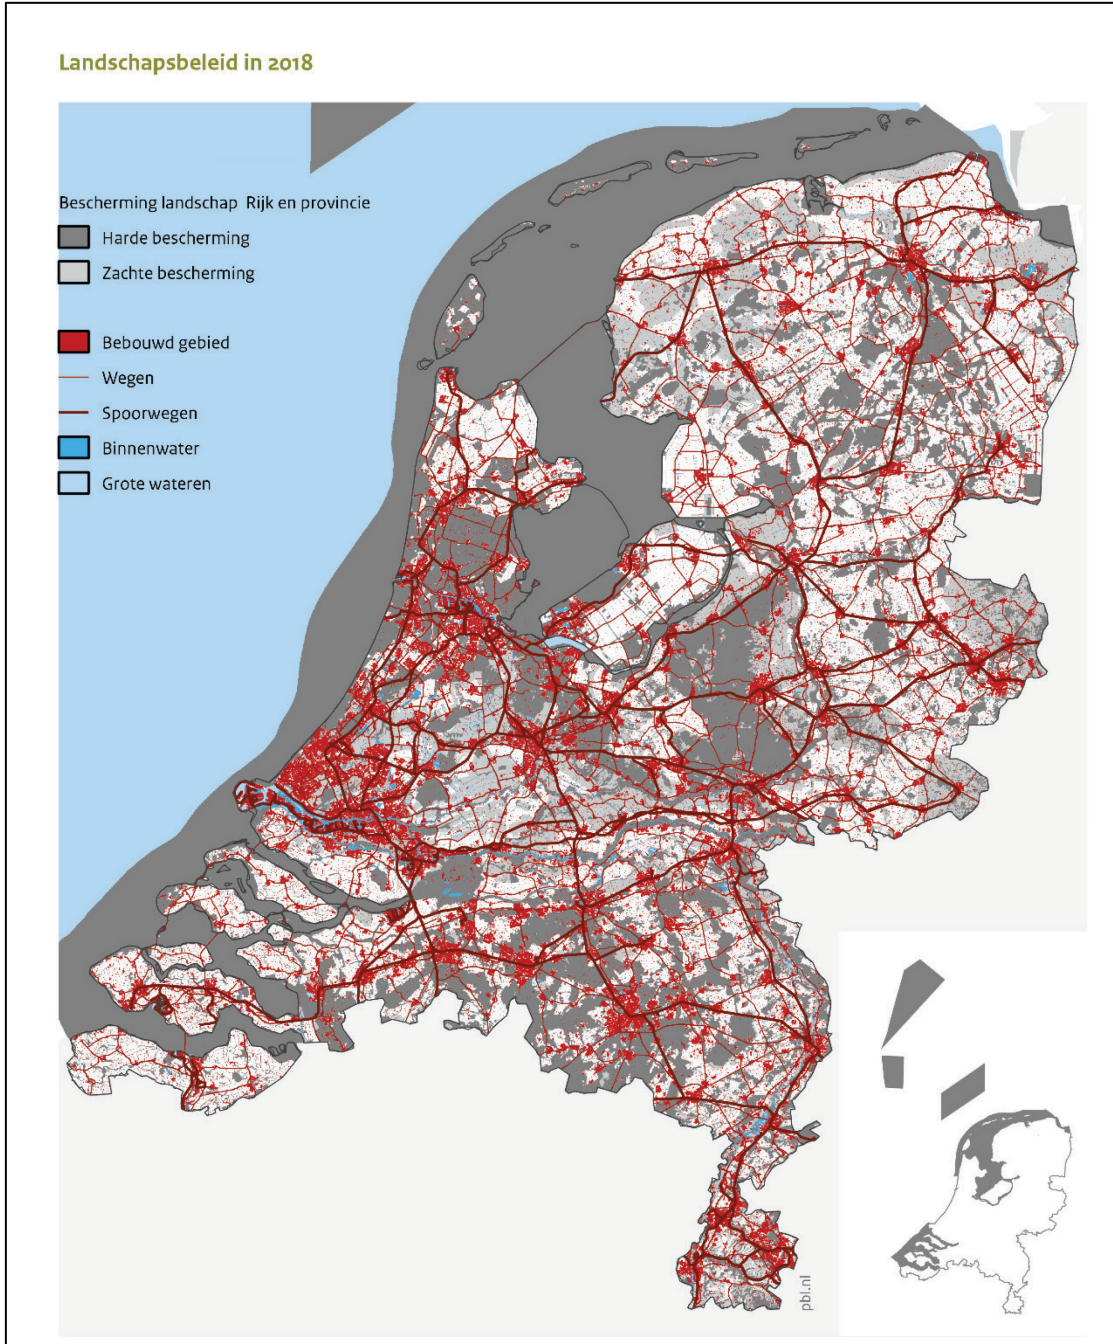 Landschapsbeleid in 2018
Bescherming landschap Rijk en provincie
Harde bescherming
Zachte bescherming
Bebouwd gebied
Wegen
Spoorwegen
Binnenwater
Grote wateren
pbl.nl